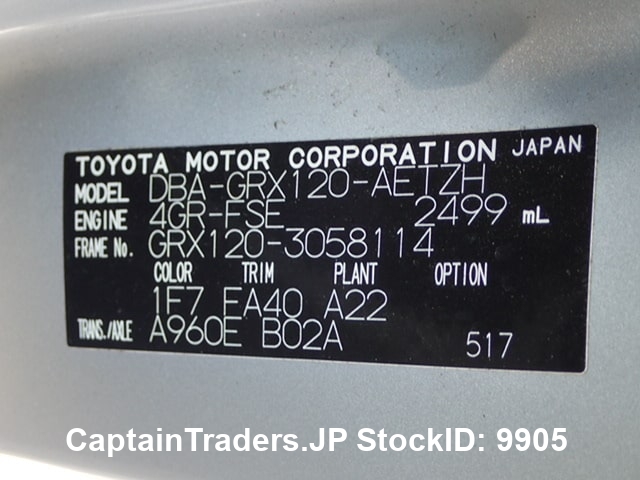 TOYOTA MOTOR CORPORATION JAPAN
MODEL DBA-GRX120-AETZH
ENGINE 4GR-FSE 2499 mL
FRAME No. GRX120-3058114
COLOR TRIM PLANT OPTION
1F7 FA40 A22
TRANS./AXLE A960E B02A 517
CaptainTraders.JP StockID: 9905